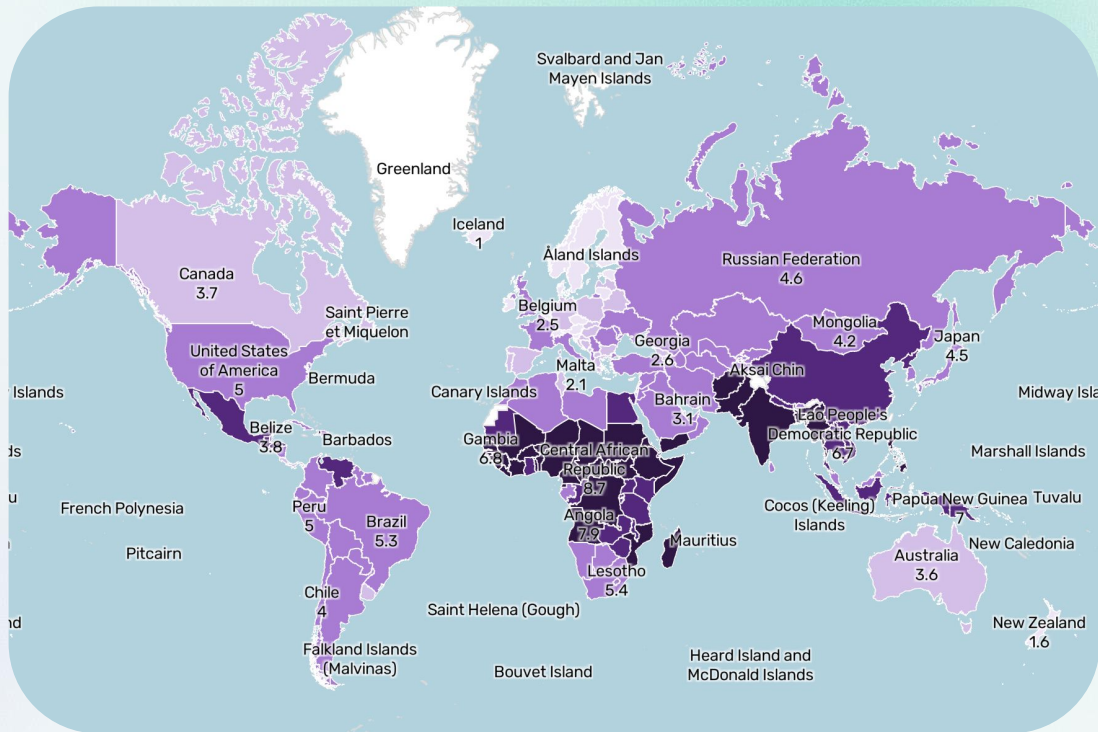 Svalbard and Jan
Mayen Islands
Greenland
Iceland
1
Åland Islands
Canada
3.7
Russian Federation
4.6
Saint Pierre
et Miquelon
Belgium
2.5
Mongolia
4.2
Japan
4.5
Georgia
2.6
United States
of America
5
Malta
2.1
Aksai Chin
Bermuda
y Islands
Canary Islands
Bahrain
3.1
Midway Isla
Belize
3.8
Barbados
Gambia
6.8
Central African
Republic
8.7
Lao People's
Democratic Republic
6.7
ds
Marshall Islands
u
French Polynesia
Peru
5
Brazil
5.3
Angola
7.9
Cocos (Keeling)
Islands
Papua New Guinea
7
Tuvalu
Pitcairn
Mauritius
New Caledonia
Australia
3.6
Lesotho
5.4
Chile
4
Saint Helena (Gough)
nd
New Zealand
1.6
Falkland Islands
(Malvinas)
Bouvet Island
Heard Island and
McDonald Islands